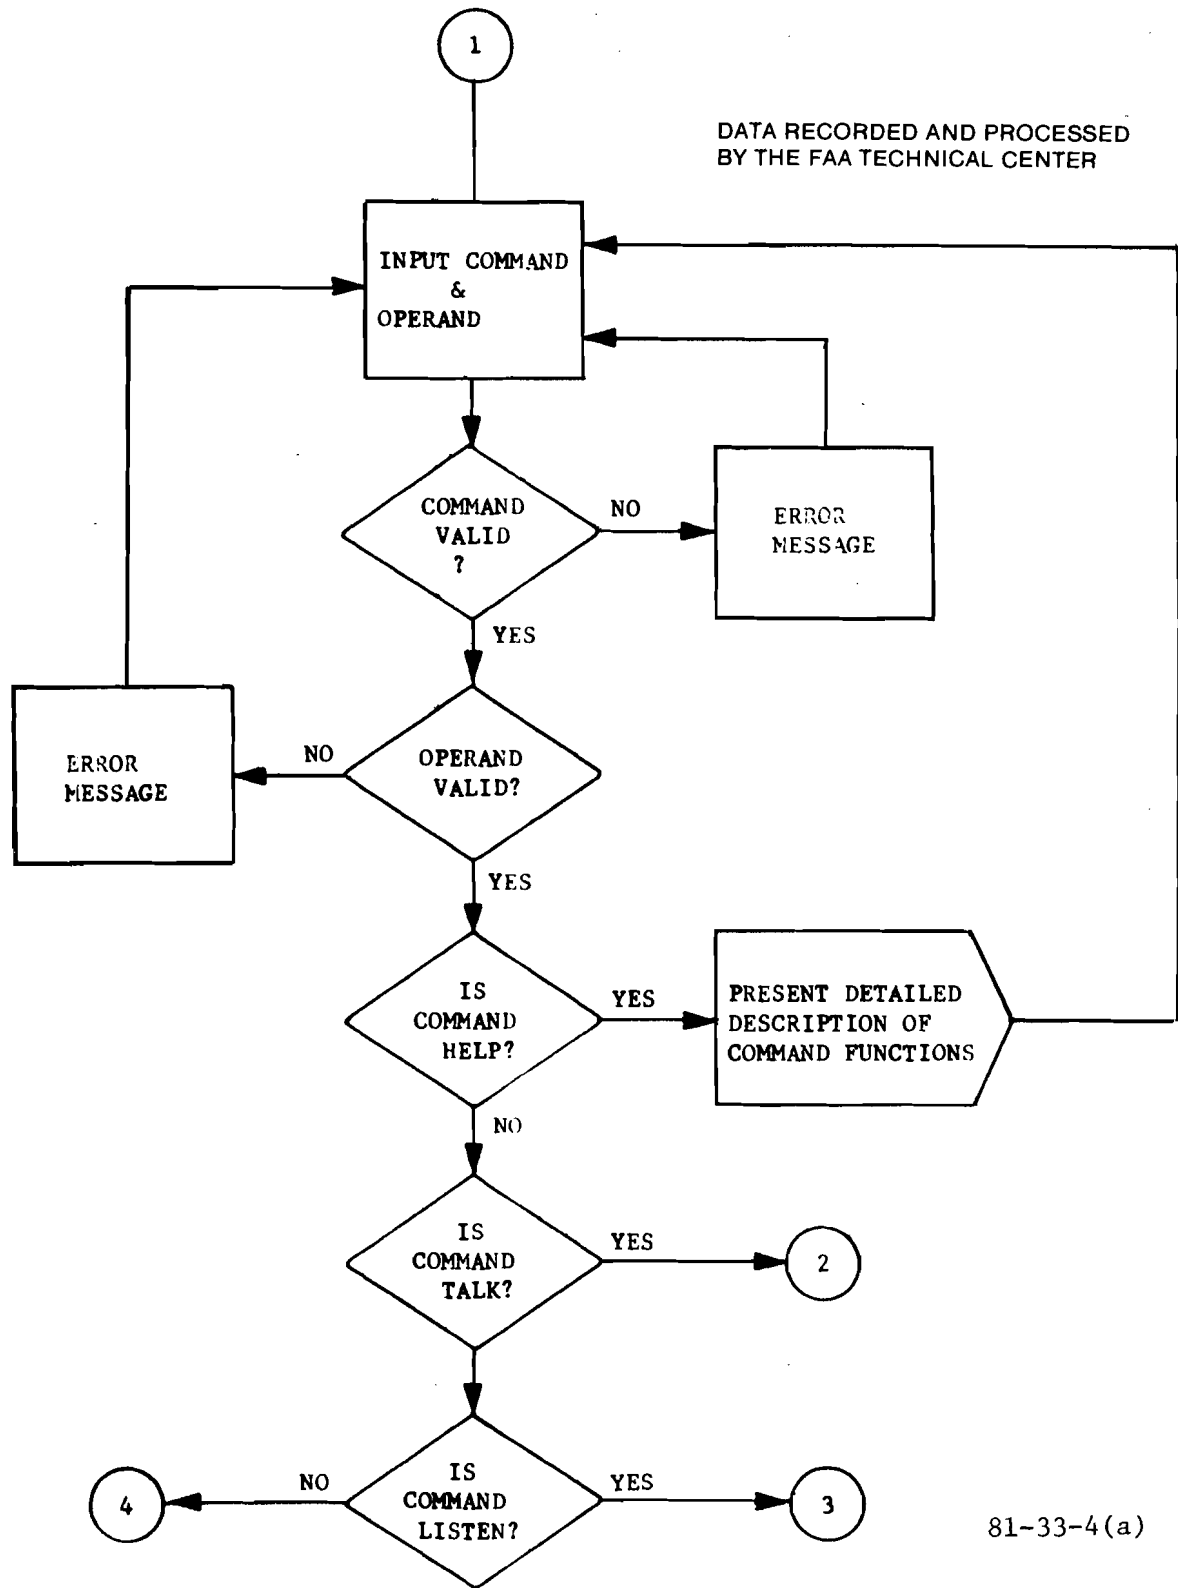 1
DATA RECORDED AND PROCESSED
BY THE FAA TECHNICAL CENTER
INPUT COMMAND
&
OPERAND
COMMAND
VALID
?
NO
ERROR
MESSAGE
YES
OPERAND
VALID?
NO
ERROR
MESSAGE
YES
IS
COMMAND
HELP?
YES
PRESENT DETAILED
DESCRIPTION OF
COMMAND FUNCTIONS
NO
IS
COMMAND
TALK?
YES
2
IS
COMMAND
LISTEN?
NO
4
YES
3
81-33-4(a)